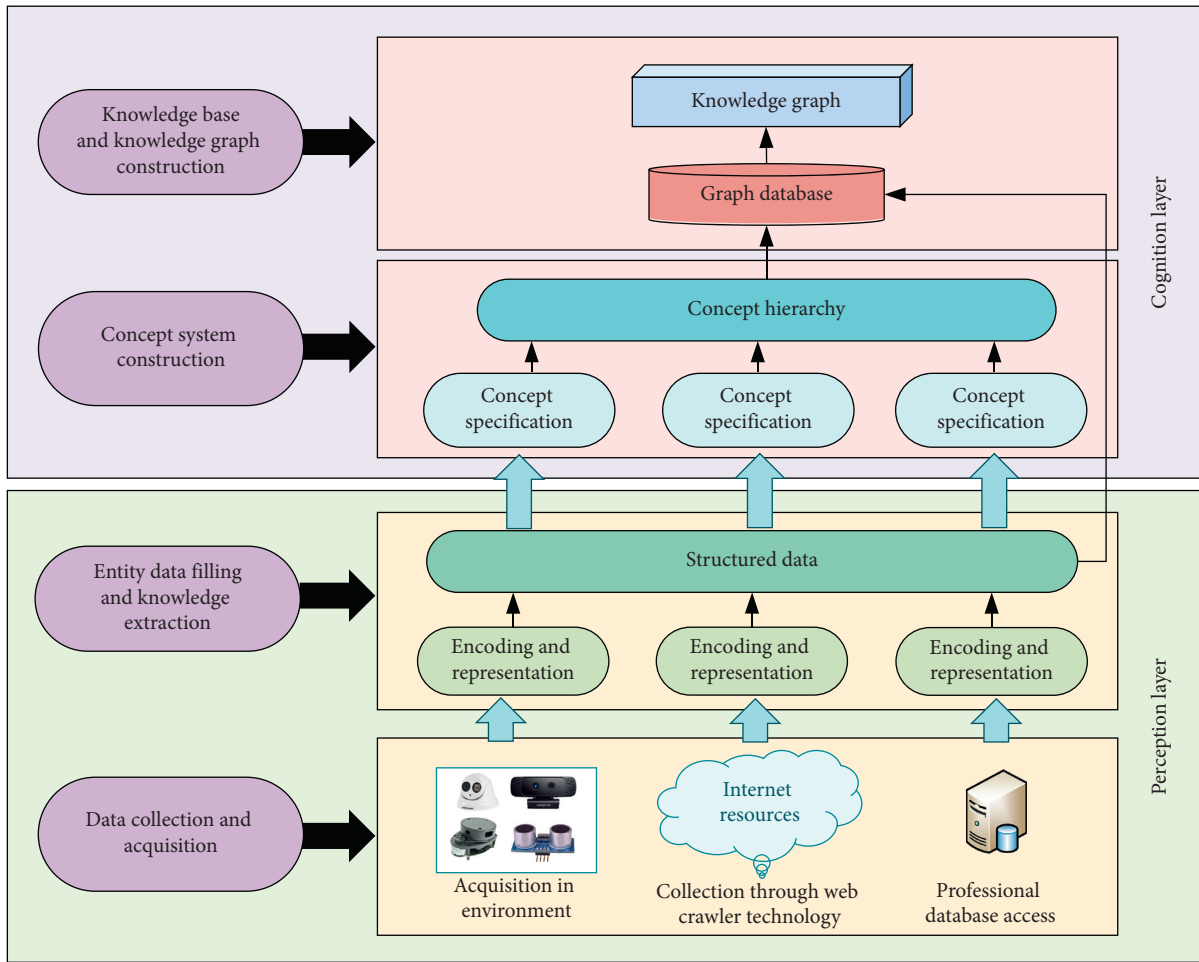 Knowledge base
and knowledge graph
construction
Knowledge graph
Graph database
Cognition layer
Concept system
construction
Concept hierarchy
Concept
specification
Concept
specification
Concept
specification
Entity data filling
and knowledge
extraction
Structured data
Encoding and
representation
Encoding and
representation
Encoding and
representation
Perception layer
Data collection and
acquisition
Internet
resources
Acquisition in
environment
Collection through web
crawler technology
Professional
database access